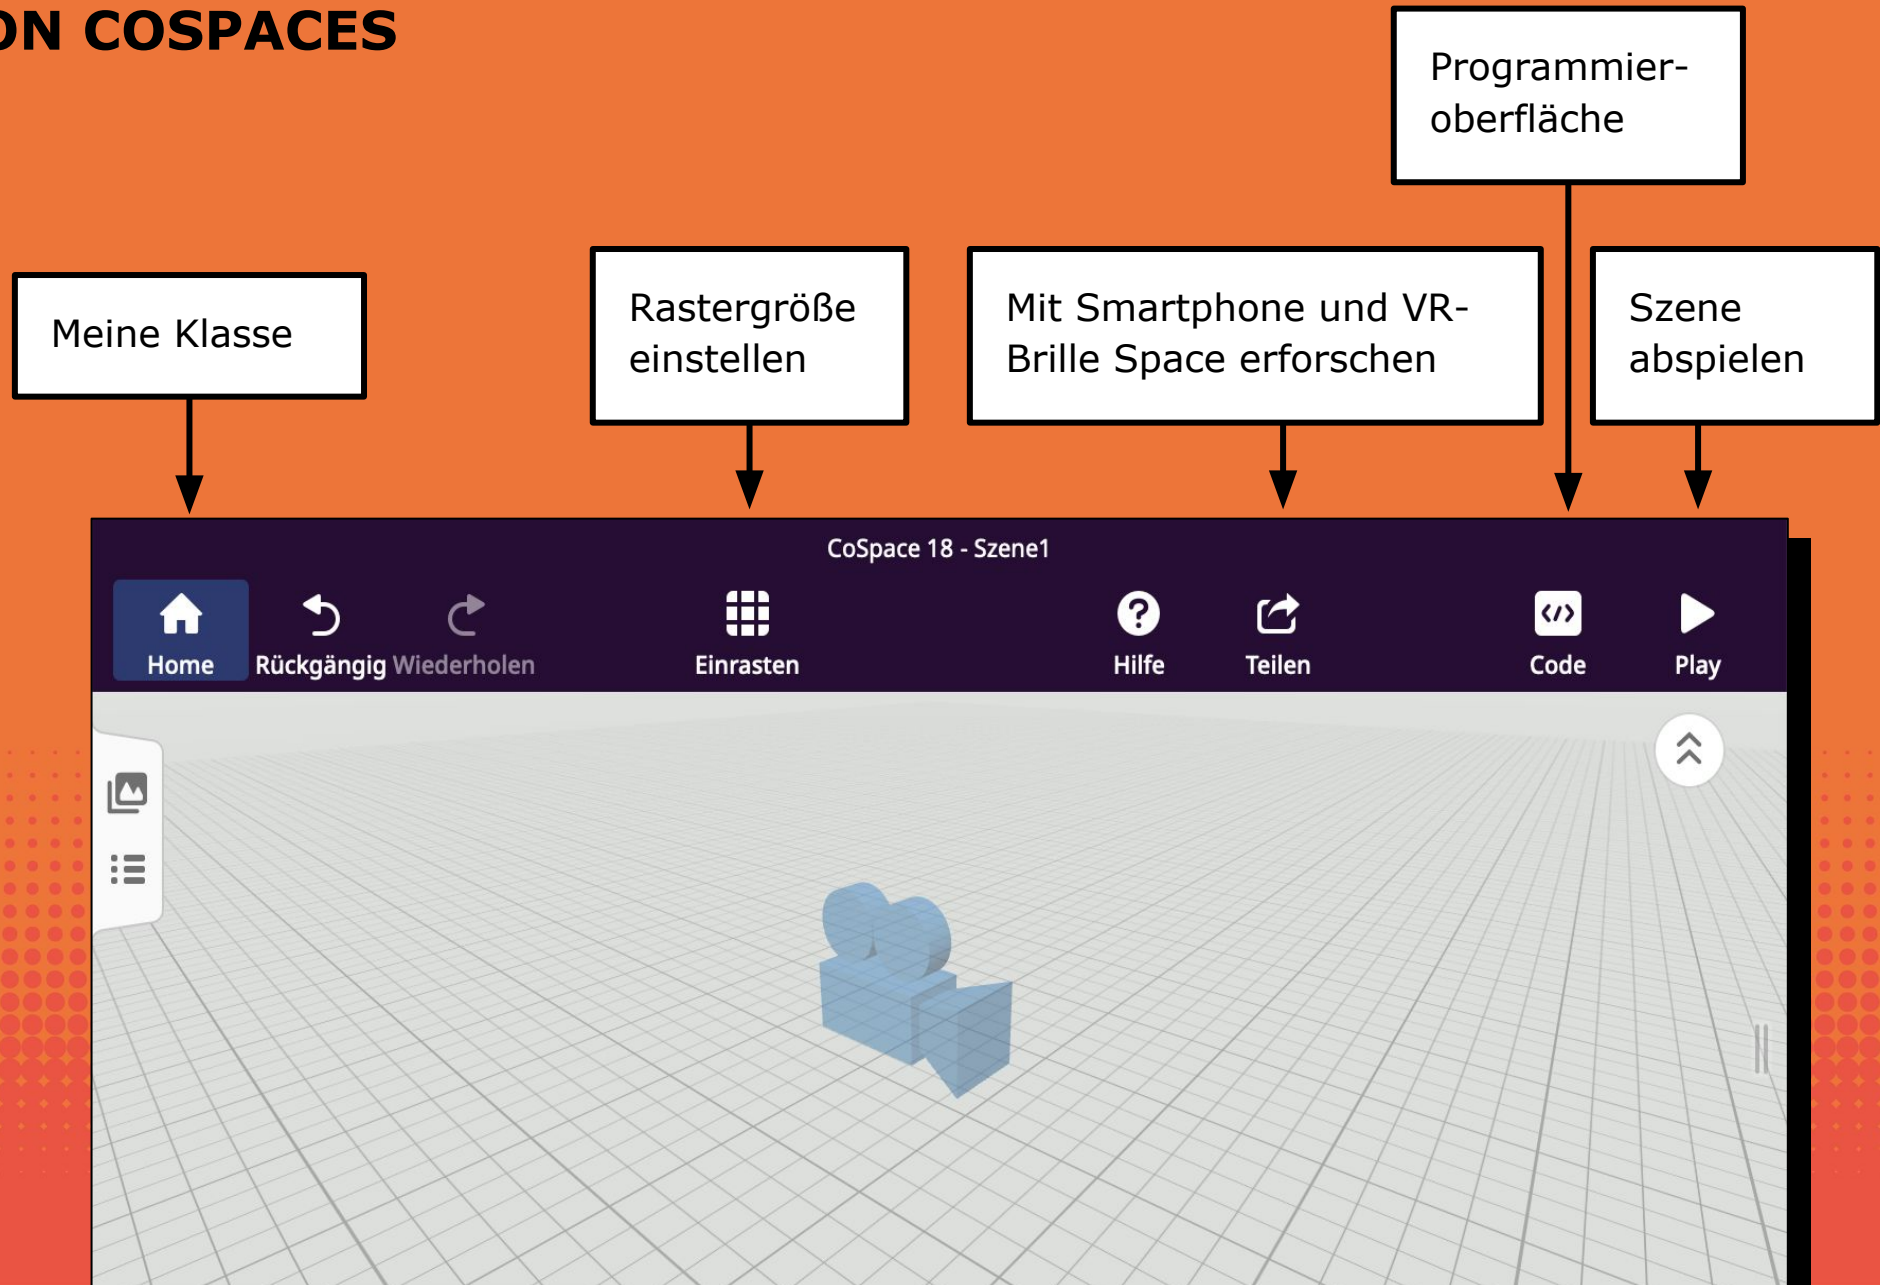 ON COSPACES
Programmier-
oberfläche
Meine Klasse
Rastergröße
einstellen
Mit Smartphone und VR-
Brille Space erforschen
Szene
abspielen
CoSpace 18 - Szene1
Home Rückgängig Wiederholen Einrasten Hilfe Teilen Code Play